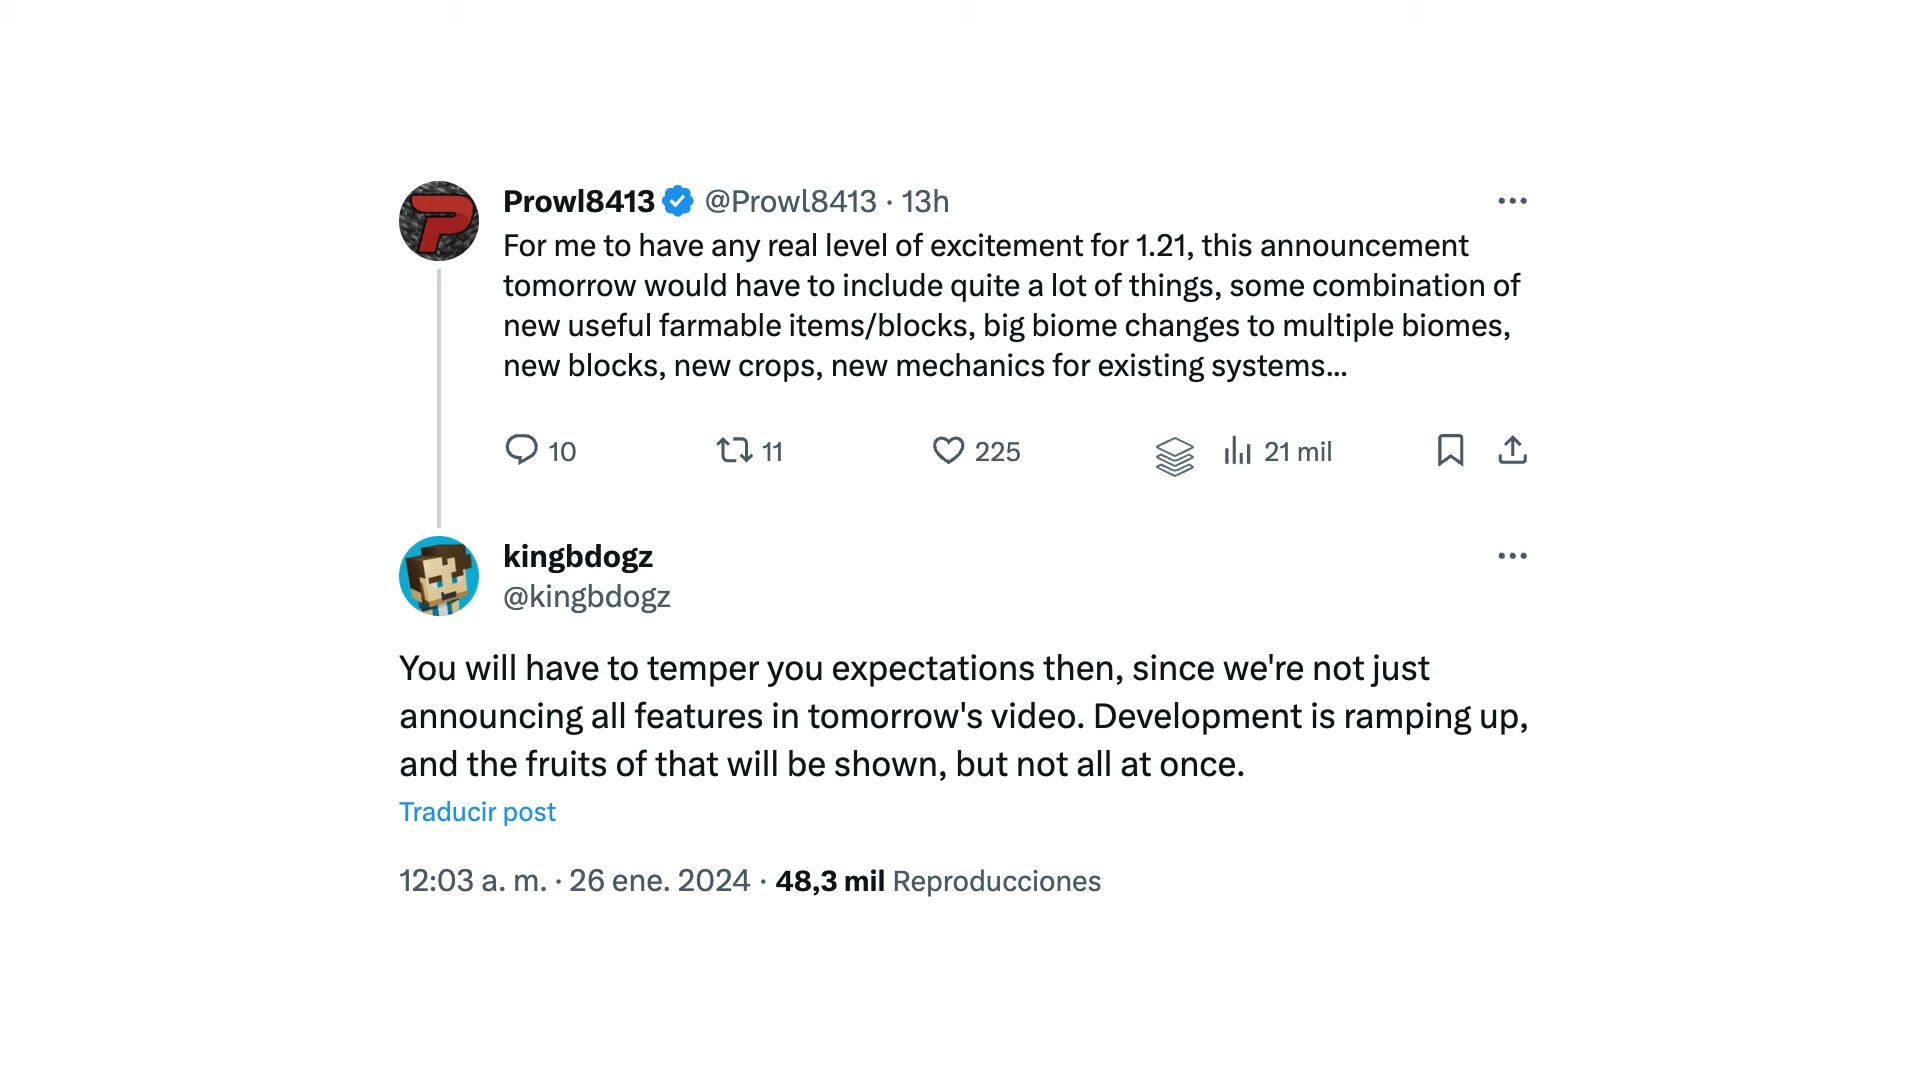 Prowl8413 @Prowl8413 · 13h
For me to have any real level of excitement for 1.21, this announcement
tomorrow would have to include quite a lot of things, some combination of
new useful farmable items/blocks, big biome changes to multiple biomes,
new blocks, new crops, new mechanics for existing systems...
10 11 225 21 mil
kingbdogz
@kingbdogz
You will have to temper you expectations then, since we're not just
announcing all features in tomorrow's video. Development is ramping up,
and the fruits of that will be shown, but not all at once.
Traducir post
12:03 a. m. · 26 ene. 2024 · 48,3 mil Reproducciones